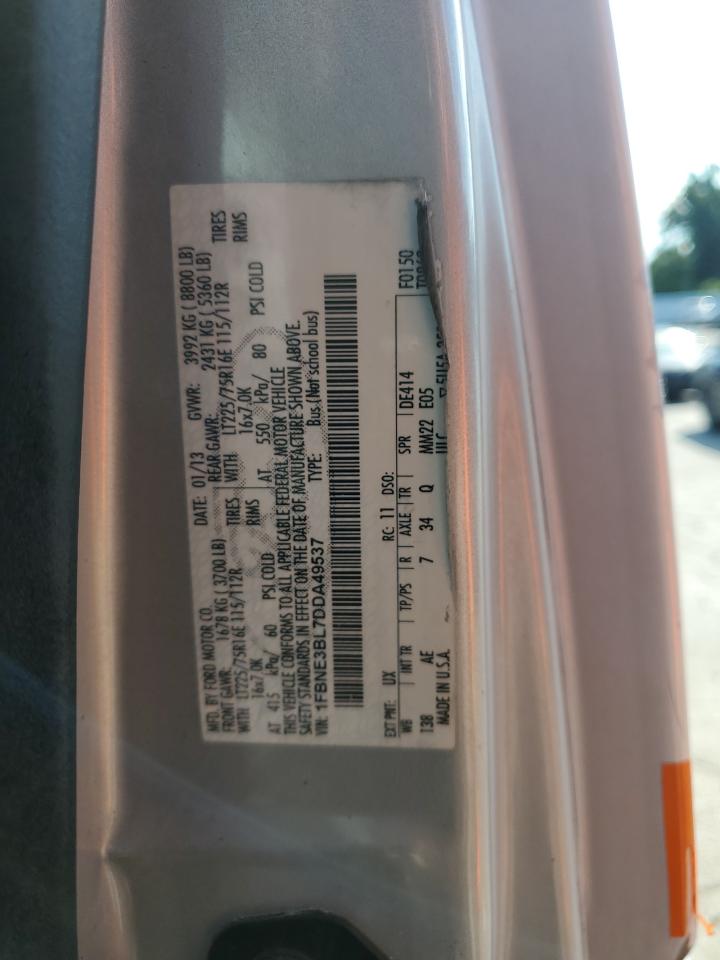 MFD. BY FORD MOTOR CO. DATE: 01/13 GVWR: 3992 KG ( 8800 LB)
FRONT GAWR: 1678 KG ( 3700 LB) REAR GAWR: 2431 KG ( 5360 LB)
WITH LT225/75R16E 115/112R TIRES WITH LT225/75R16E 115/112R TIRES
16x7.0K RIMS 16x7.0K RIMS
AT 415 kPa/ 60 PSI COLD AT 550 kPa/ 80 PSI COLD
THIS VEHICLE CONFORMS TO ALL APPLICABLE FEDERAL MOTOR VEHICLE
SAFETY STANDARDS IN EFFECT ON THE DATE OF MANUFACTURE SHOWN ABOVE.
VIN: 1FBNE3BL7DDA49537 TYPE: Bus (Not school bus)
EXT PNT: UX RC: 11 DSO: F0150
WB INT TR TP/PS R AXLE TR SPR DE414
138 AE 7 34 Q MM22 E05
MADE IN U.S.A.